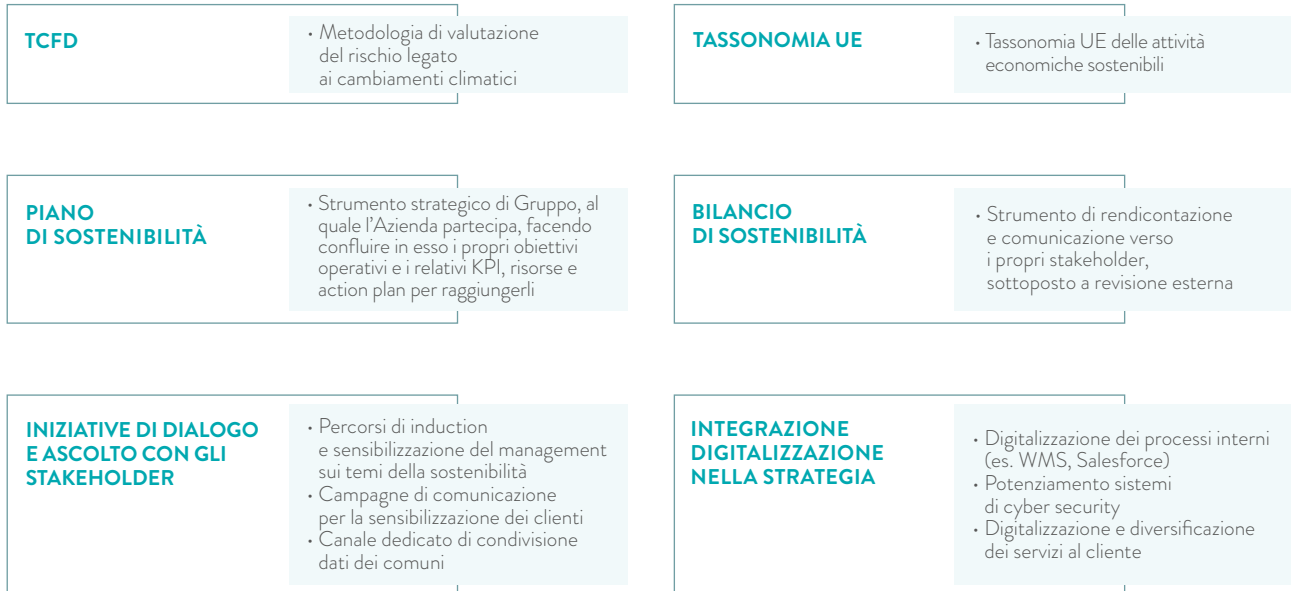 TCFD
• Metodologia di valutazione
del rischio legato
ai cambiamenti climatici
TASSONOMIA UE
• Tassonomia UE delle attività
economiche sostenibili
PIANO
DI SOSTENIBILITÀ
• Strumento strategico di Gruppo, al
quale l’Azienda partecipa, facendo
confluire in esso i propri obiettivi
operativi e i relativi KPI, risorse e
action plan per raggiungerli
BILANCIO
DI SOSTENIBILITÀ
• Strumento di rendicontazione
e comunicazione verso
i propri stakeholder,
sottoposto a revisione esterna
INIZIATIVE DI DIALOGO
E ASCOLTO CON GLI
STAKEHOLDER
• Percorsi di induction
e sensibilizzazione del management
sui temi della sostenibilità
• Campagne di comunicazione
per la sensibilizzazione dei clienti
• Canale dedicato di condivisione
dati dei comuni
INTEGRAZIONE
DIGITALIZZAZIONE
NELLA STRATEGIA
• Digitalizzazione dei processi interni
(es. WMS, Salesforce)
• Potenziamento sistemi
di cyber security
• Digitalizzazione e diversificazione
dei servizi al cliente